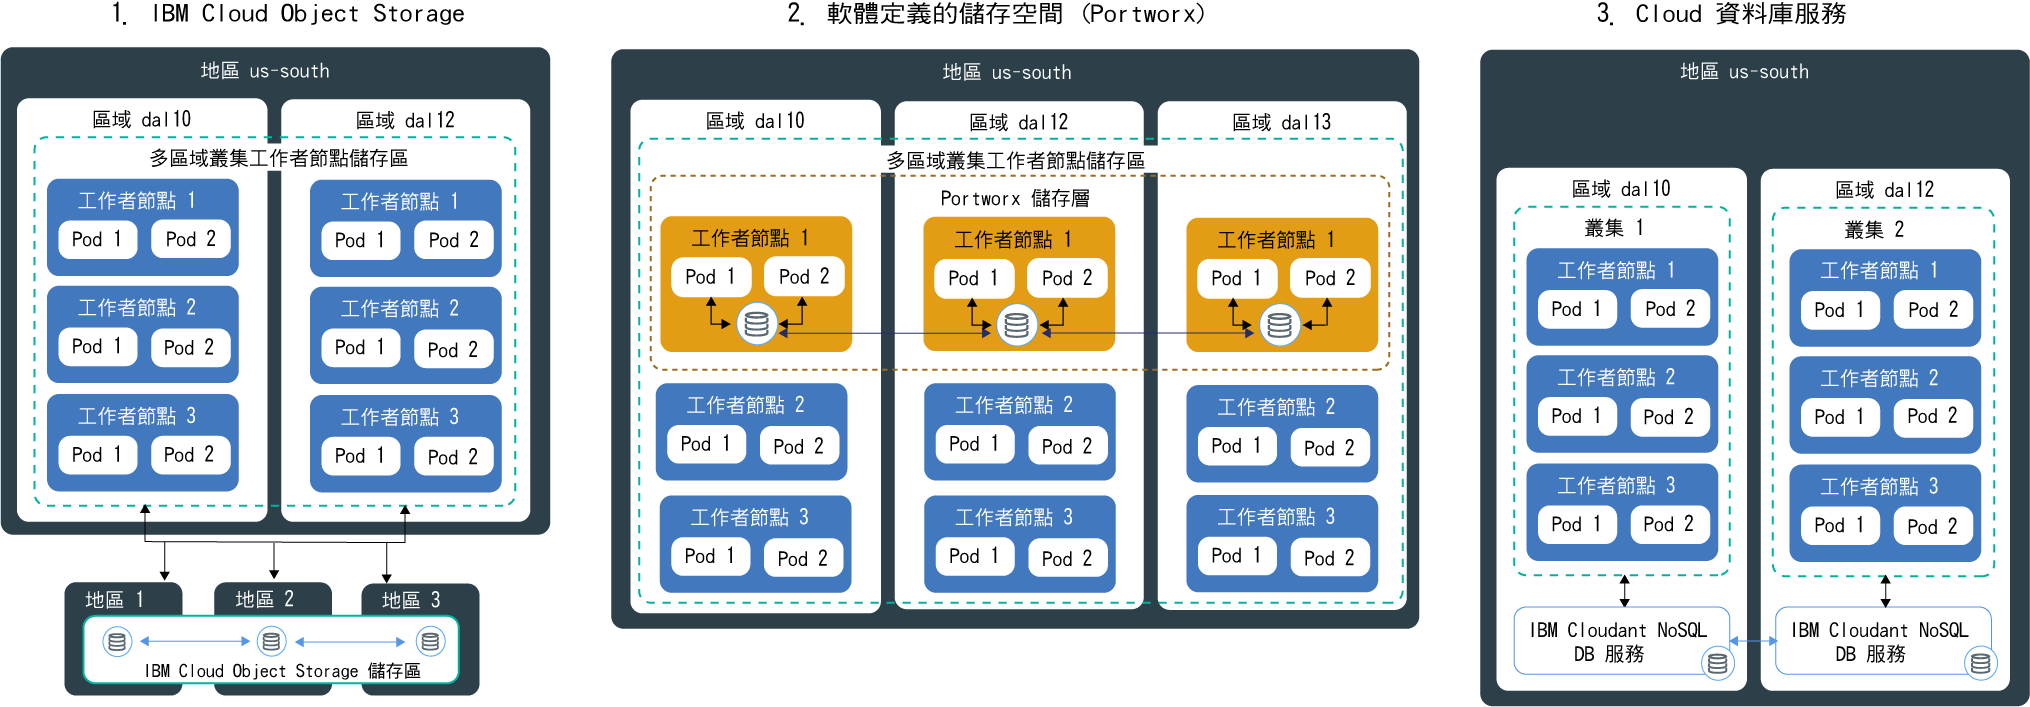 1. IBM Cloud Object Storage
地區 us-south
區域 dal10
區域 dal12
多區域叢集工作者節點儲存區
工作者節點 1
Pod 1
Pod 2
工作者節點 1
Pod 1
Pod 2
工作者節點 2
Pod 1
Pod 2
工作者節點 2
Pod 1
Pod 2
工作者節點 3
Pod 1
Pod 2
工作者節點 3
Pod 1
Pod 2
地區 1
地區 2
地區 3
IBM Cloud Object Storage 儲存區
2. 軟體定義的儲存空間 (Portworx)
地區 us-south
區域 dal10
區域 dal12
區域 dal13
多區域叢集工作者節點儲存區
Portworx 儲存層
工作者節點 1
Pod 1
Pod 2
工作者節點 1
Pod 1
Pod 2
工作者節點 1
Pod 1
Pod 2
工作者節點 2
Pod 1
Pod 2
工作者節點 2
Pod 1
Pod 2
工作者節點 2
Pod 1
Pod 2
工作者節點 3
Pod 1
Pod 2
工作者節點 3
Pod 1
Pod 2
工作者節點 3
Pod 1
Pod 2
3. Cloud 資料庫服務
地區 us-south
區域 dal10
區域 dal12
叢集 1
叢集 2
工作者節點 1
Pod 1
Pod 2
工作者節點 1
Pod 1
Pod 2
工作者節點 2
Pod 1
Pod 2
工作者節點 2
Pod 1
Pod 2
工作者節點 3
Pod 1
Pod 2
工作者節點 3
Pod 1
Pod 2
IBM Cloudant NoSQL
DB 服務
IBM Cloudant NoSQL
DB 服務